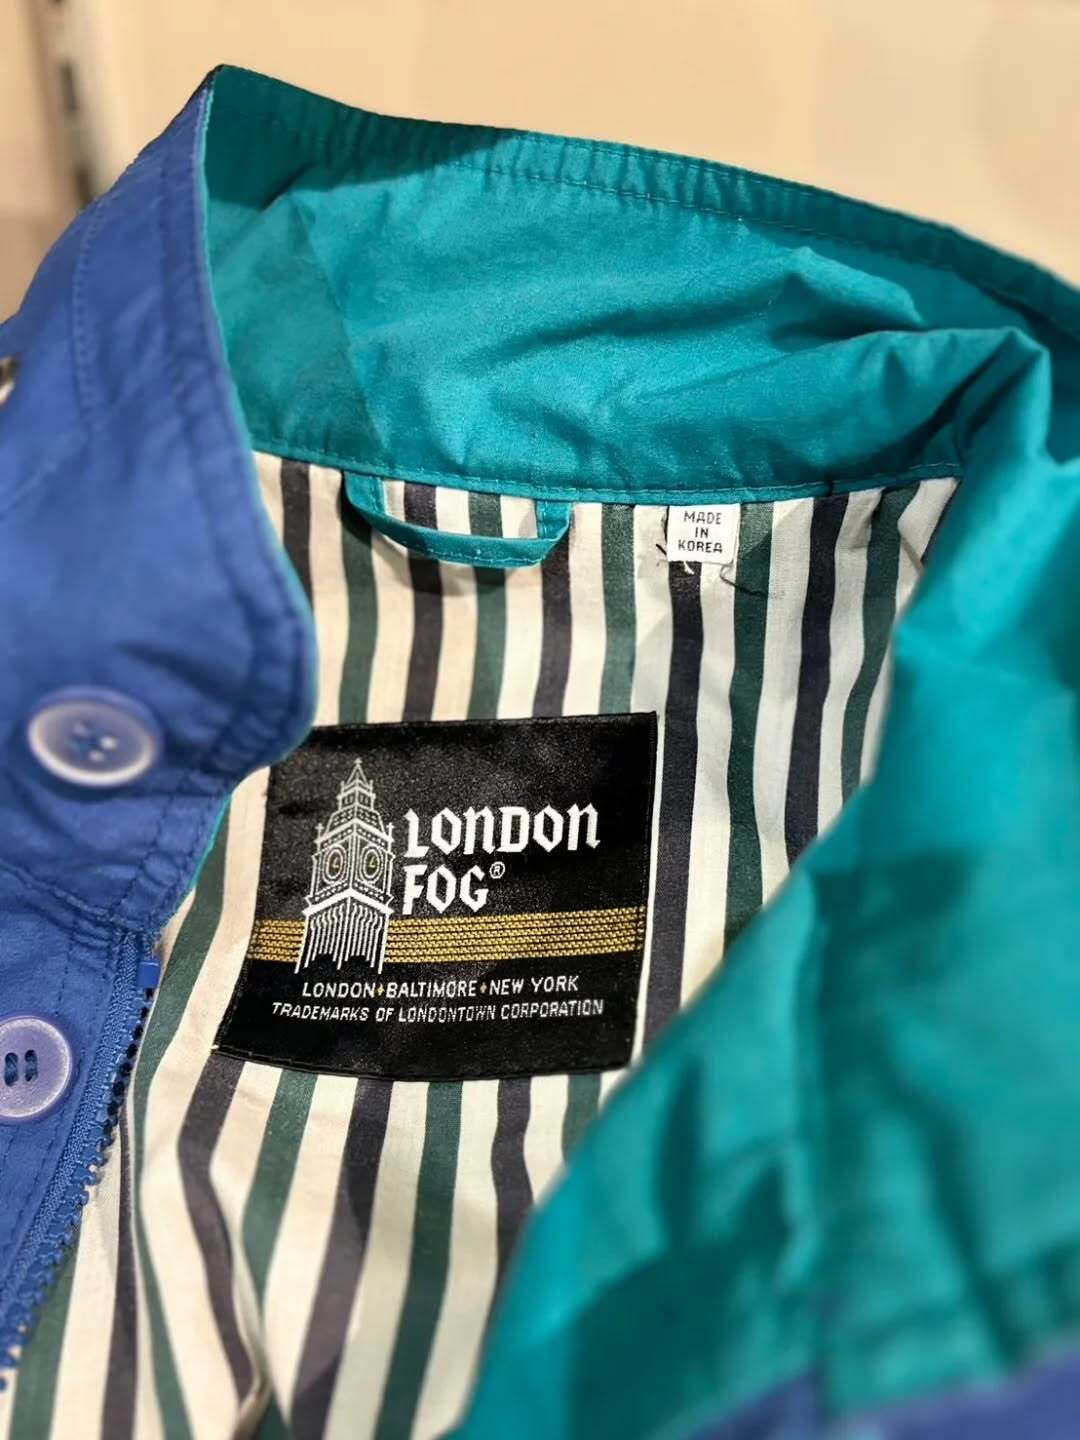 MADE
IN
KOREA
LONDON
FOG®
LONDON♦BALTIMORE♦NEW YORK
TRADEMARKS OF LONDONTOWN CORPORATION